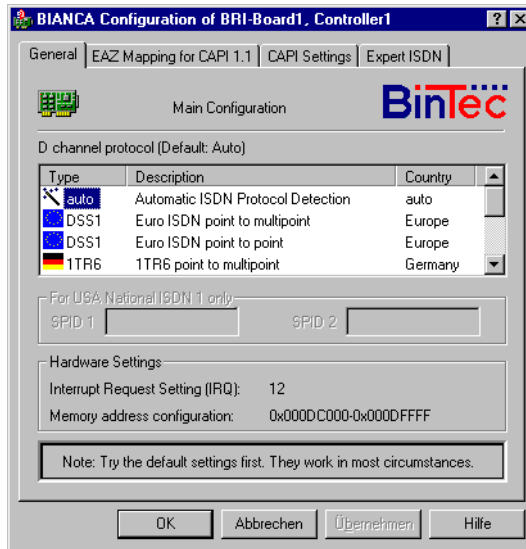 BIANCA Configuration of BRI-Board1, Controller1
General EAZ Mapping for CAPI 1.1 CAPI Settings Expert ISDN
Main Configuration
BinTec
D channel protocol (Default: Auto)
Type Description Country
auto Automatic ISDN Protocol Detection auto
DSS1 Euro ISDN point to multipoint Europe
DSS1 Euro ISDN point to point Europe
1TR6 1TR6 point to multipoint Germany
For USA National ISDN 1 only
SPID 1 SPID 2
Hardware Settings
Interrupt Request Setting (IRQ): 12
Memory address configuration: 0x000DC000-0x000DFFFF
Note: Try the default settings first. They work in most circumstances.
OK Abbrechen Übernehmen Hilfe